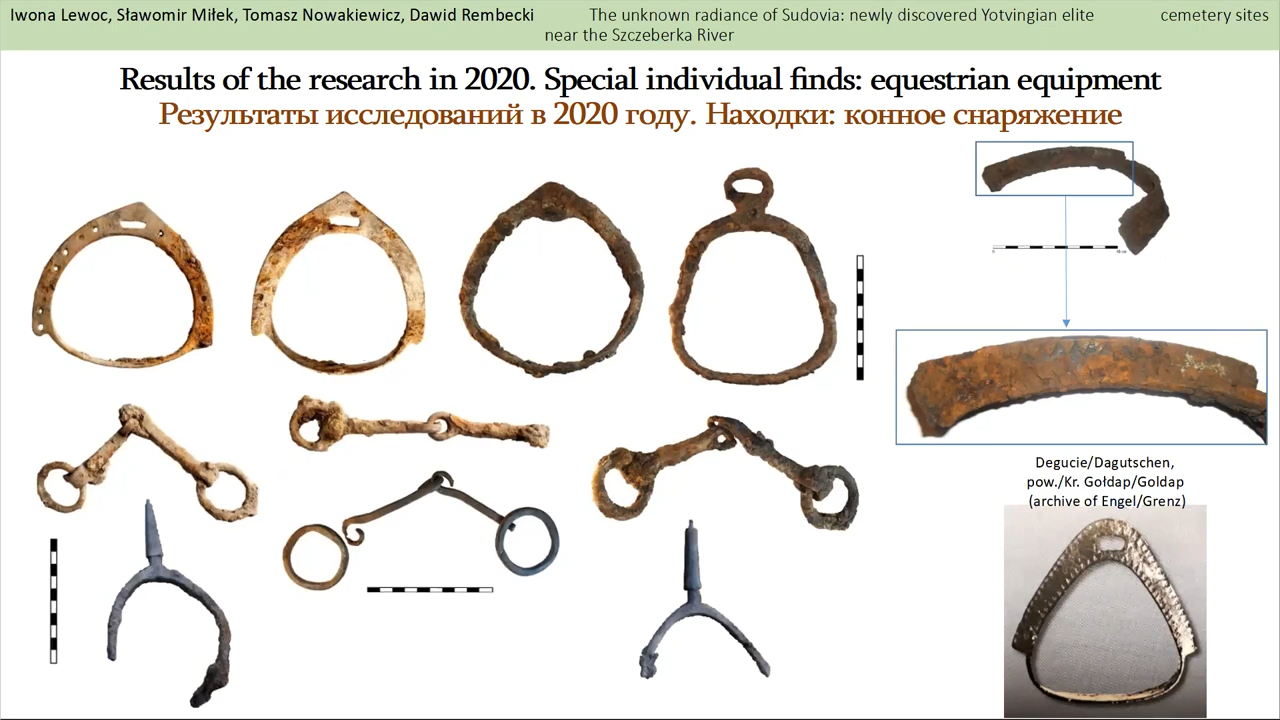 Iwona Lewoc, Sławomir Miłek, Tomasz Nowakiewicz, Dawid Rembecki The unknown radiance of Sudovia: newly discovered Yotvingian elite cemetery sites
near the Szczeberka River
Results of the research in 2020. Special individual finds: equestrian equipment
Результаты исследований в 2020 году. Находки: конное снаряжение
Degucie/Dagutschen,
pow./Kr. Gołdap/Goldap
(archive of Engel/Grenz)